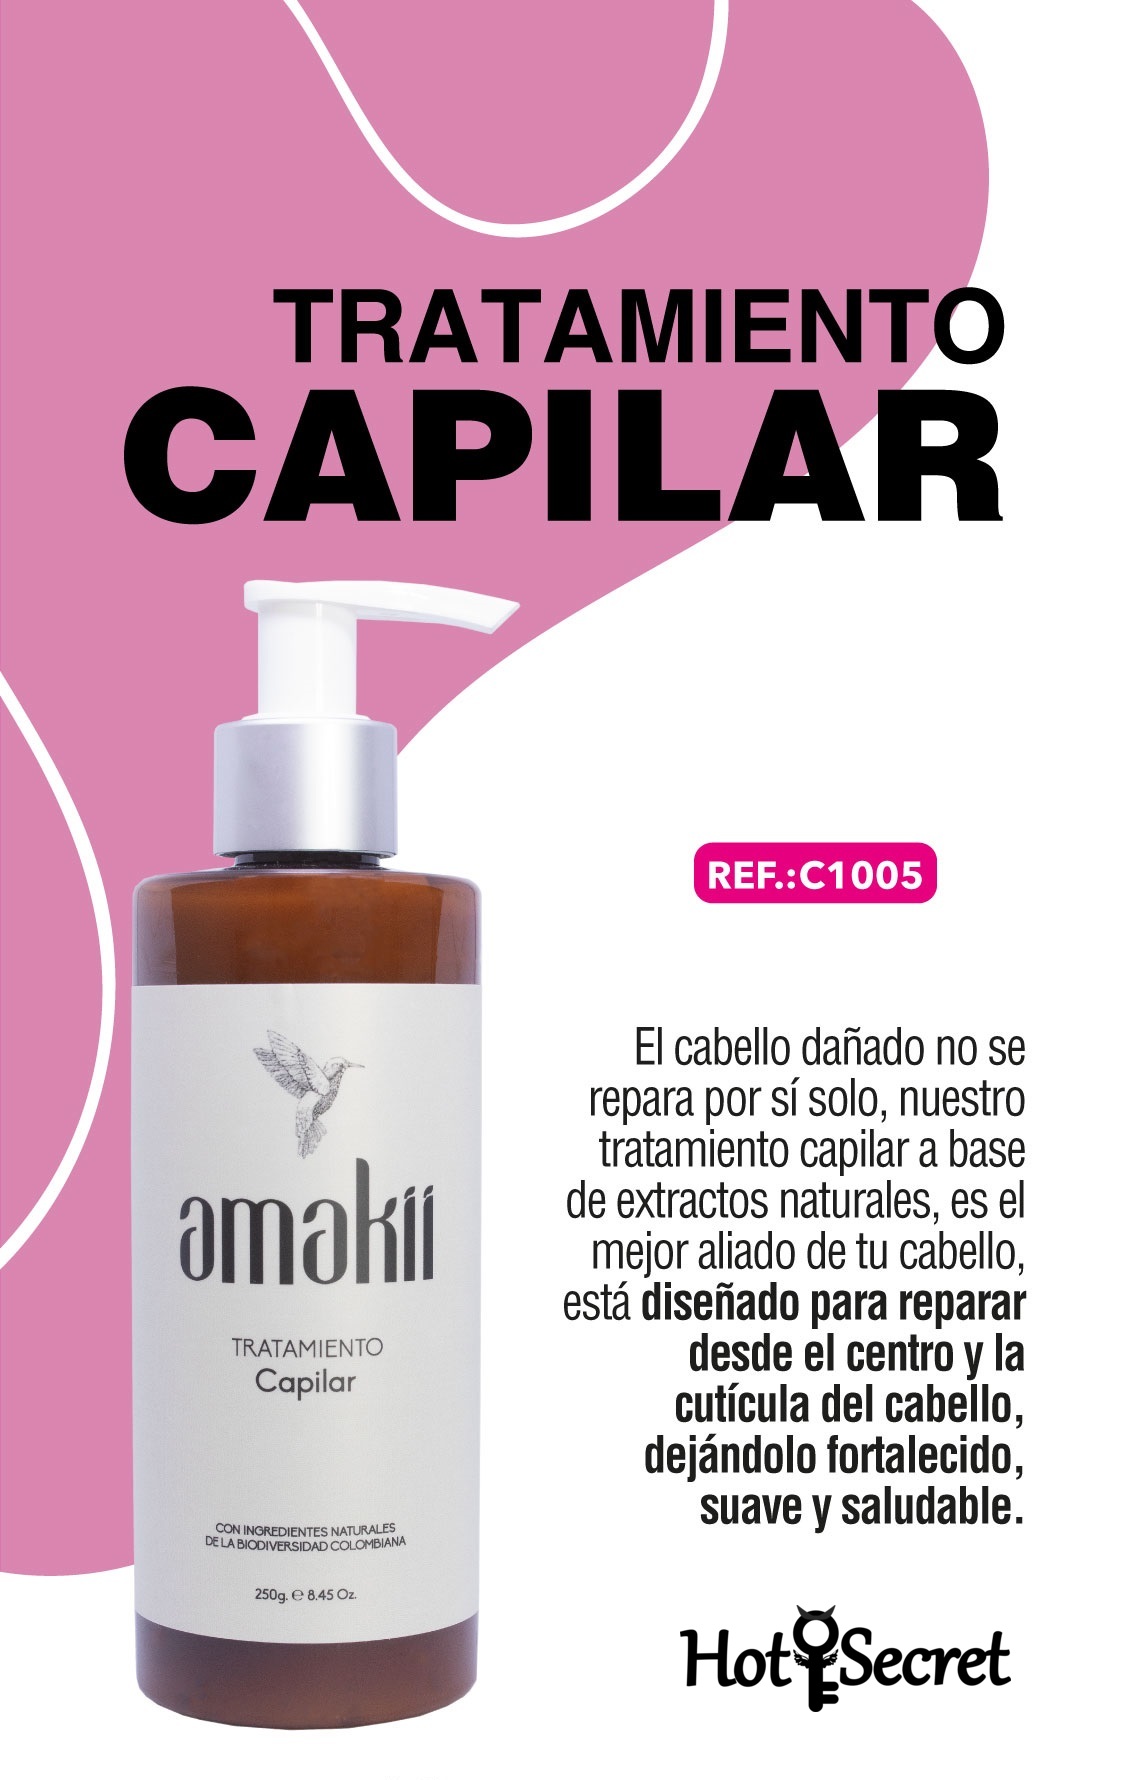 TRATAMIENTO
CAPILAR
REF.:C1005
El cabello dañado no se
repara por sí solo, nuestro
tratamiento capilar a base
de extractos naturales, es el
mejor aliado de tu cabello,
está diseñado para reparar
desde el centro y la
cutícula del cabello,
dejándolo fortalecido,
suave y saludable.
amakii
TRATAMIENTO
Capilar
CON INGREDIENTES NATURALES
DE LA BIODIVERSIDAD COLOMBIANA
250g. ℮ 8.45 Oz.
Hot Secret